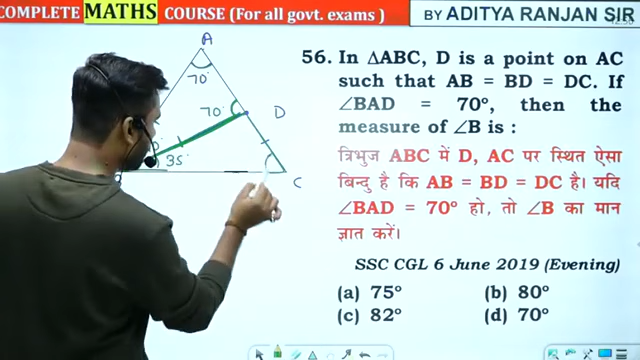 COMPLETE MATHS COURSE (For all govt. exams)
BY ADITYA RANJAN SIR
A
70°
70°
D
35°
C
56. In ΔABC, D is a point on AC
such that AB = BD = DC. If
∠BAD = 70°, then the
measure of ∠B is :
त्रिभुज ABC में D, AC पर स्थित ऐसा
बिन्दु है कि AB = BD = DC है। यदि
∠BAD = 70° हो, तो ∠B का मान
ज्ञात करें।
SSC CGL 6 June 2019 (Evening)
(a) 75° (b) 80°
(c) 82° (d) 70°